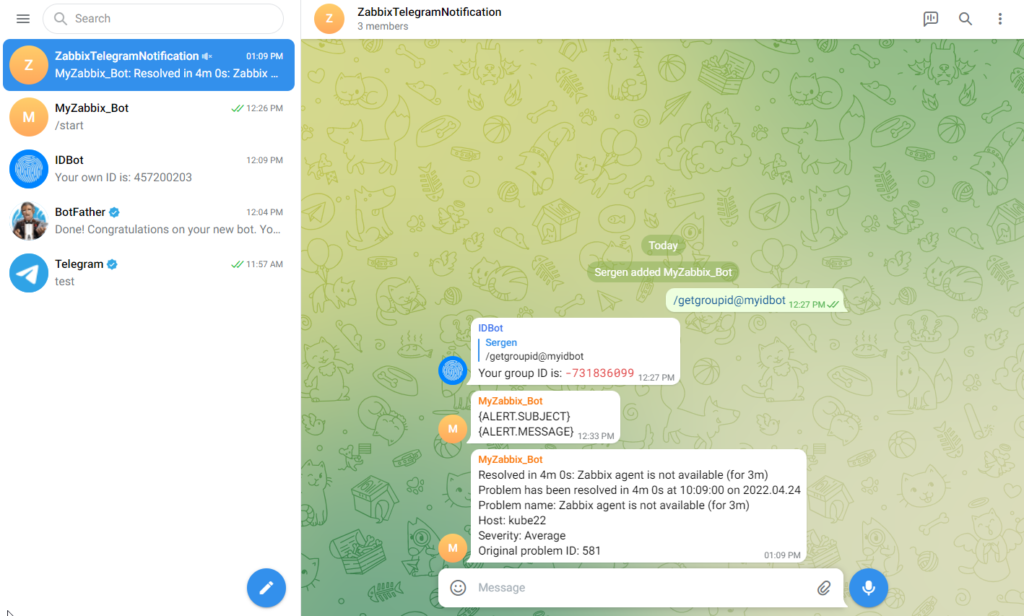 Search
Z
ZabbixTelegramNotification
01:09 PM
MyZabbix_Bot: Resolved in 4m 0s: Zabbix ...
M
MyZabbix_Bot
12:26 PM
/start
IDBot
12:09 PM
Your own ID is: 457200203
BotFather
12:04 PM
Done! Congratulations on your new bot. Yo...
Telegram
11:57 AM
test
Z
ZabbixTelegramNotification
3 members
Today
Sergen added MyZabbix_Bot
/getgroupid@myidbot 12:27 PM
IDBot
Sergen
/getgroupid@myidbot
Your group ID is: -731836099 12:27 PM
MyZabbix_Bot
{ALERT.SUBJECT}
{ALERT.MESSAGE} 12:33 PM
M
MyZabbix_Bot
Resolved in 4m 0s: Zabbix agent is not available (for 3m)
Problem has been resolved in 4m 0s at 10:09:00 on 2022.04.24
Problem name: Zabbix agent is not available (for 3m)
Host: kube22
Severity: Average
Original problem ID: 581
01:09 PM
M
Message